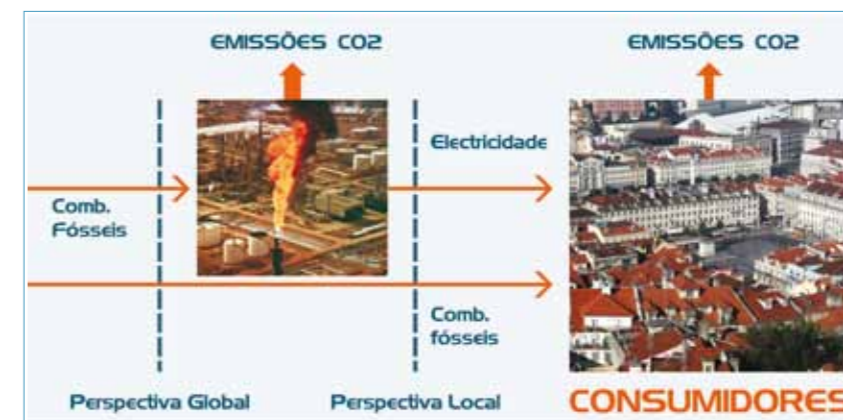 EMISSÕES CO2
EMISSÕES CO2
Electricidade
Comb.
Fósseis
Comb.
fósseis
Perspectiva Global
Perspectiva Local
CONSUMIDORES